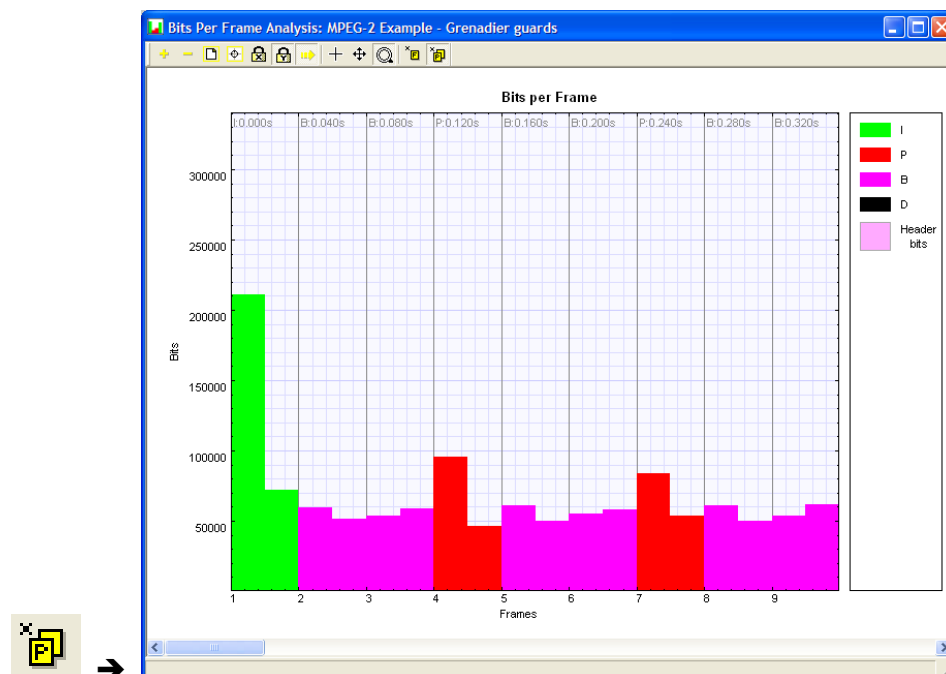 Bits Per Frame Analysis: MPEG-2 Example - Grenadier guards
Bits per Frame
I:0.000s B:0.040s B:0.080s P:0.120s B:0.160s B:0.200s P:0.240s B:0.280s B:0.320s
I
P
B
D
Header
bits
300000
250000
200000
150000
100000
50000
Bits
1 2 3 4 5 6 7 8 9
Frames
P